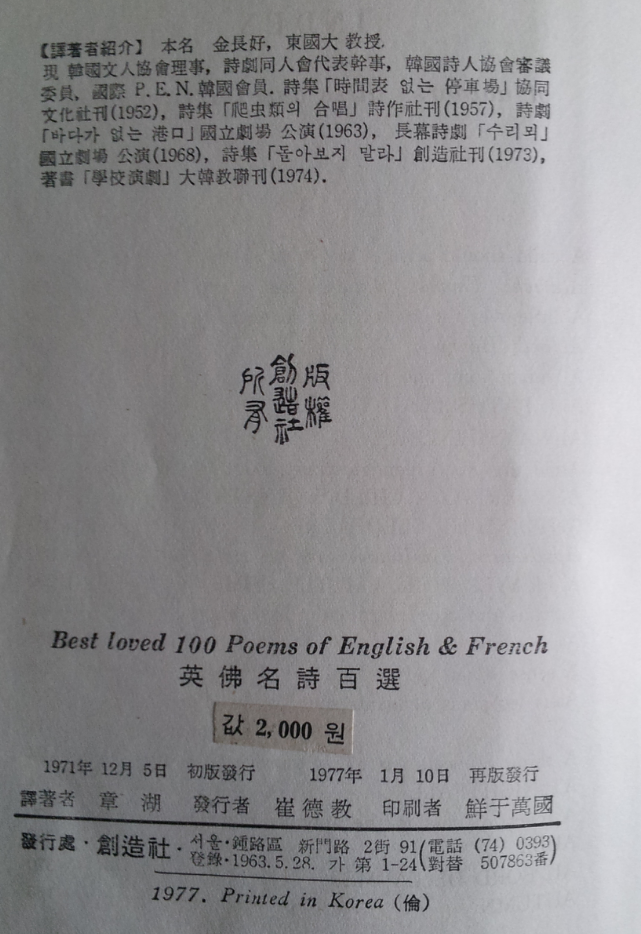 【譯著者紹介】 本名 金長好, 東國大 敎授.
現 韓國文人協會理事, 詩劇同人會代表幹事, 韓國詩人協會審議
委員, 國際 P.E.N. 韓國會員. 詩集「時間表 없는 停車場」協同
文化社刊(1952), 詩集「爬虫類의 合唱」詩作社刊(1957), 詩劇
「바다가 없는 港口」國立劇場 公演(1963), 長幕詩劇 「수리뫼」
國立劇場 公演(1968), 詩集「돌아보지 말라」創造社刊(1973),
著書「學校演劇」大韓敎聯刊(1974).
版權
創造社
所有
Best loved 100 Poems of English & French
英佛名詩百選
값 2,000 원
1971年 12月 5日 初版發行 1977年 1月 10日 再版發行
譯著者 章 湖 發行者 崔德敎 印刷者 鮮于萬國
發行處・創造社・서울・鍾路區 新門路 2街 91 (電話 (74) 0393
登錄・1963.5.28. 가 第 1-24 (對替 507863番)
1977. Printed in Korea (倫)